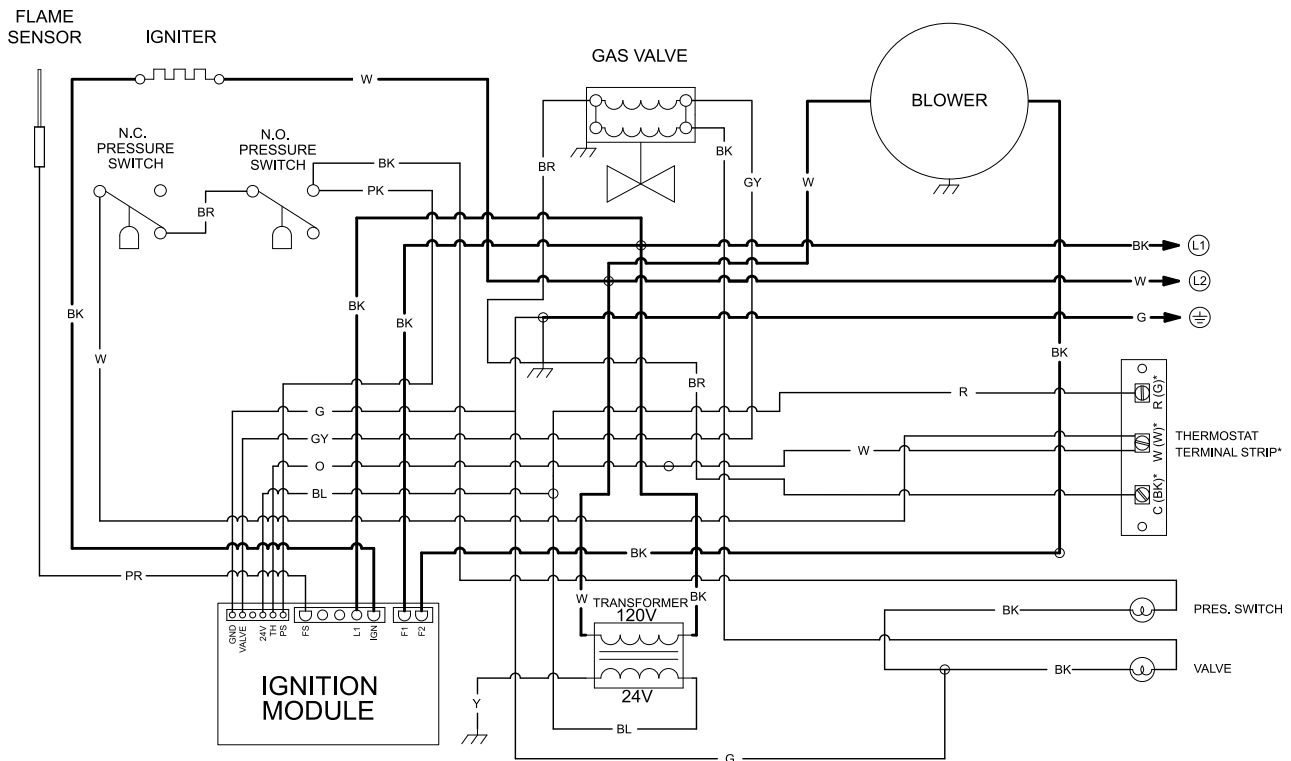 FLAME
SENSOR
IGNITER
GAS VALVE
BLOWER
W
N.C.
PRESSURE
SWITCH
N.O.
PRESSURE
SWITCH
BK
PK
BR
BR
BK
GY
W
BK
L1
W
L2
G
BK
BK
BK
W
BK
BR
R
R (G)*
G
GY
O
BL
W
W (W)*
THERMOSTAT
TERMINAL STRIP*
C (BK)*
BK
PR
W
TRANSFORMER
BK
120V
24V
GND
VALVE
24V
TH
PS
FS
L1
IGN
F1
F2
IGNITION
MODULE
Y
BL
G
BK
PRES. SWITCH
BK
VALVE